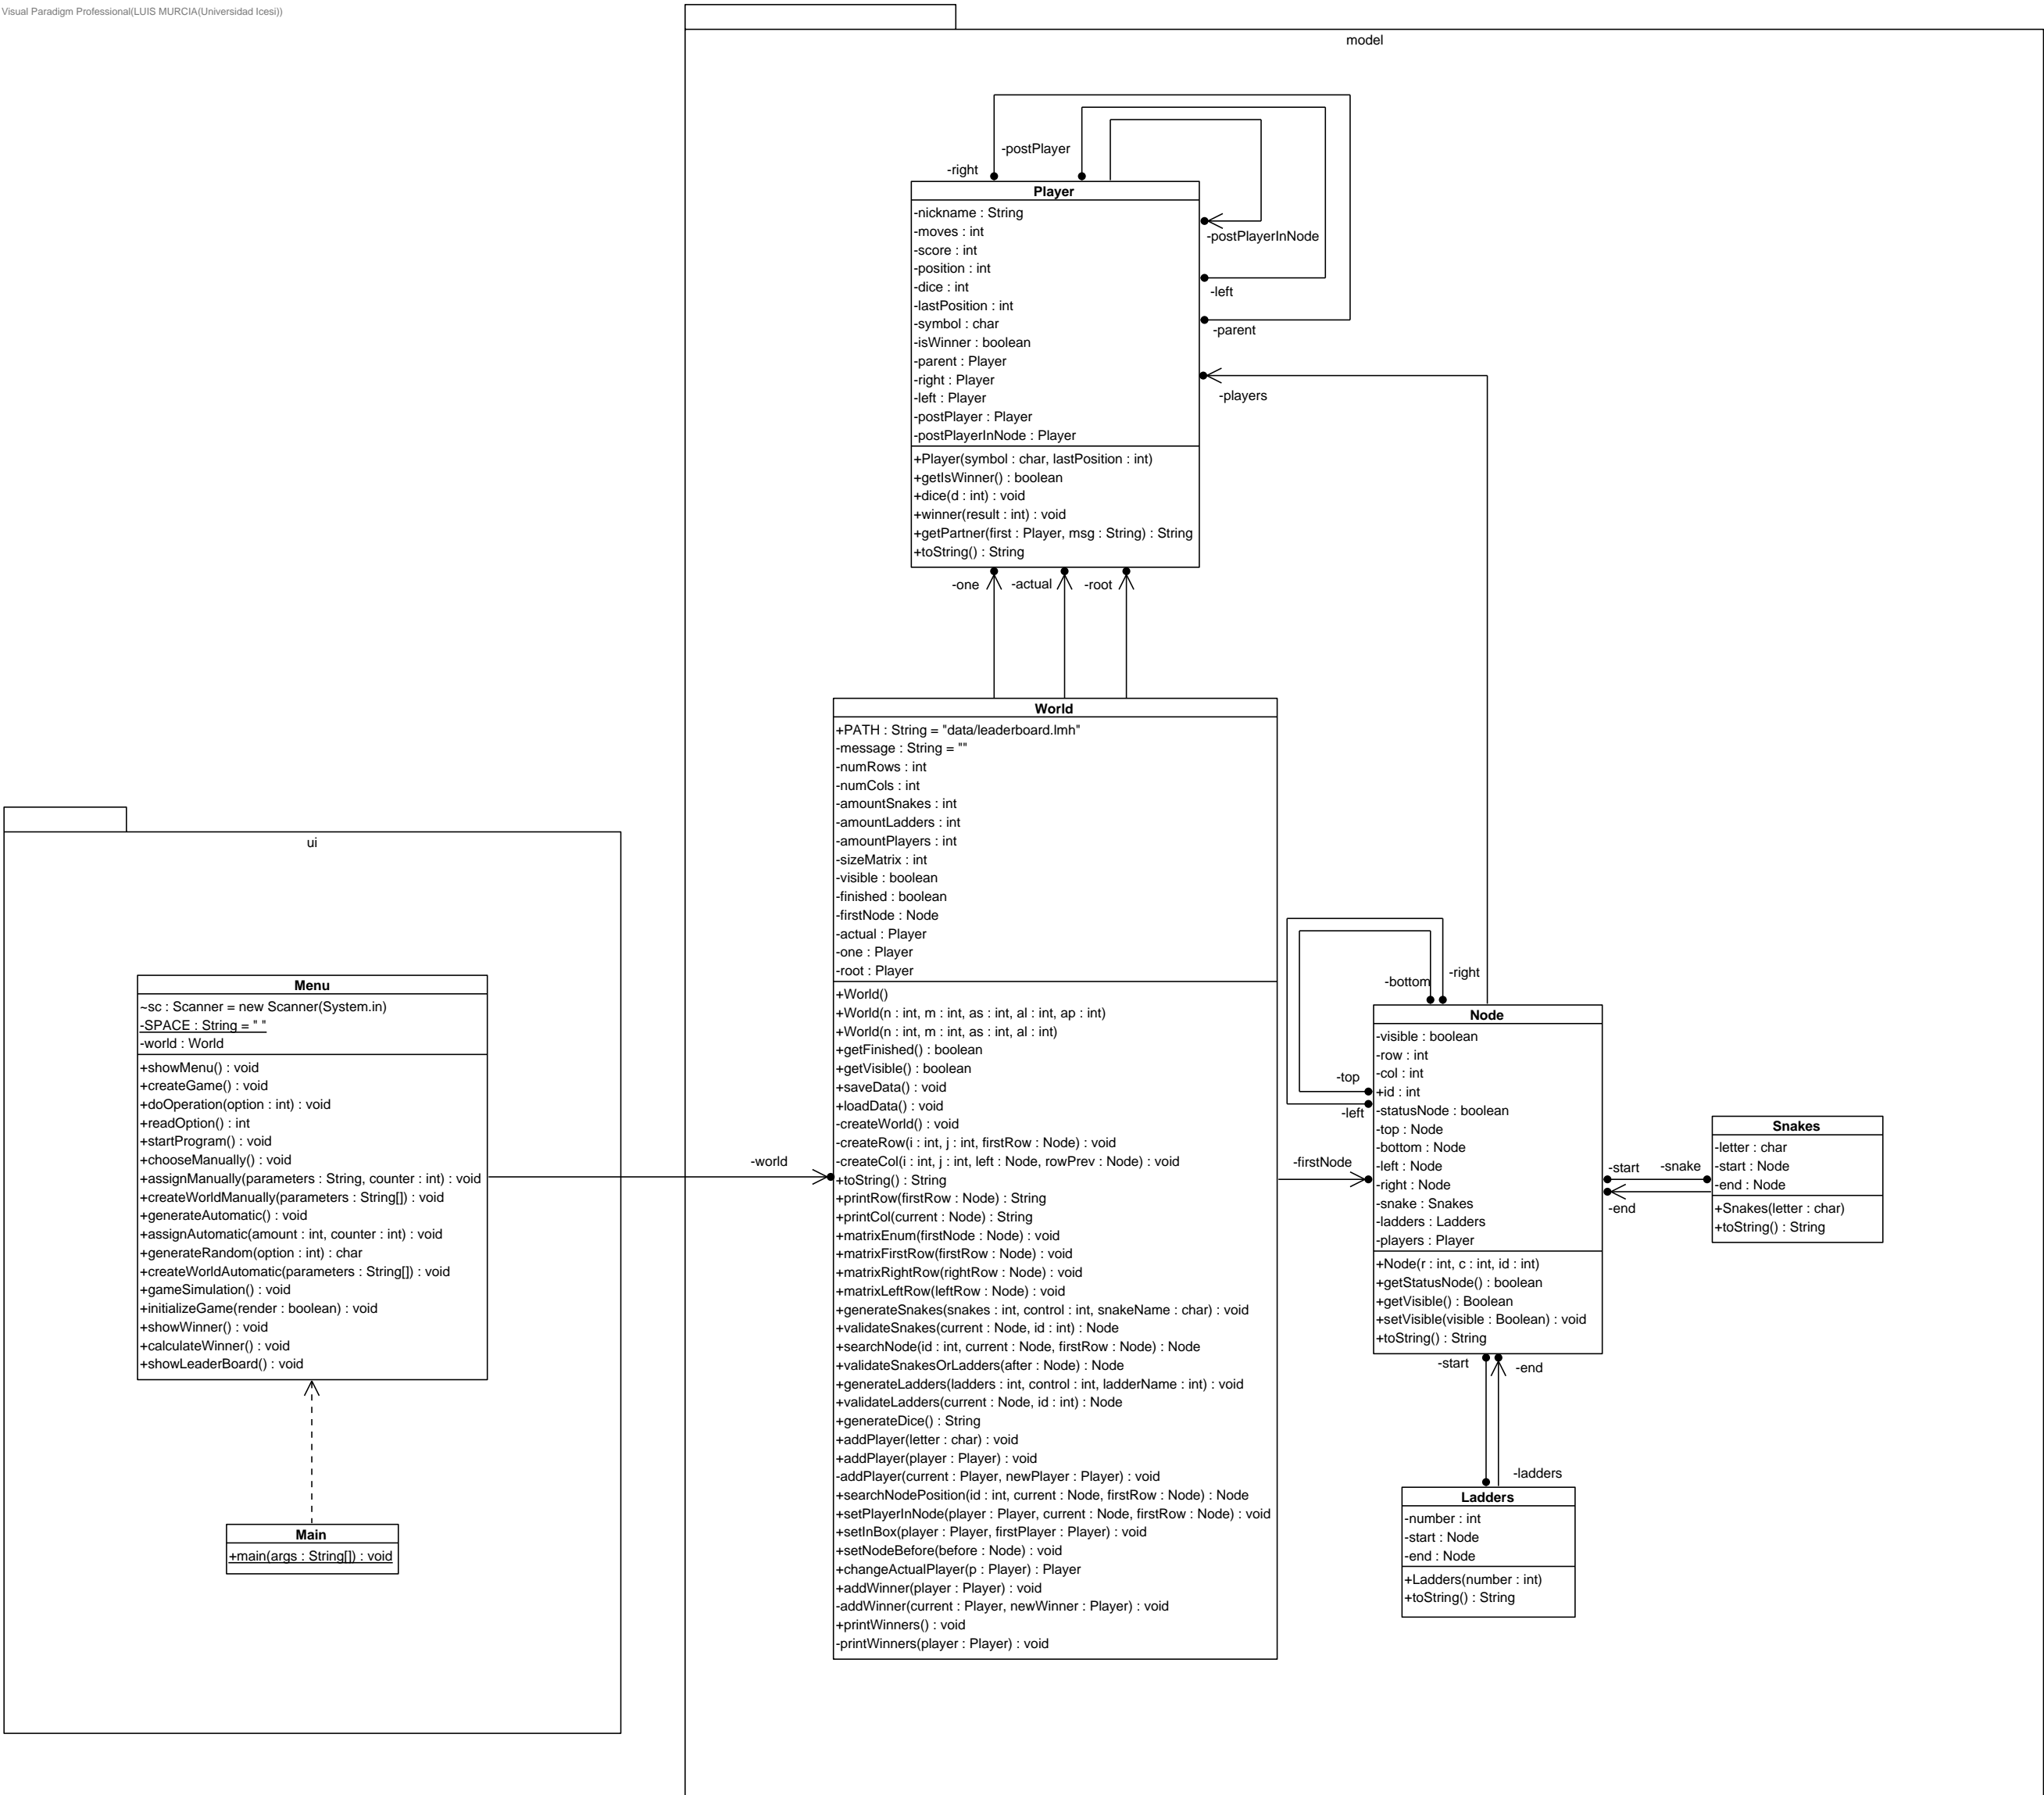 Visual Paradigm Professional(LUIS MURCIA(Universidad Icesi))
model
-right
-postPlayer
Player
-nickname : String
-moves : int
-score : int
-position : int
-dice : int
-lastPosition : int
-symbol : char
-isWinner : boolean
-parent : Player
-right : Player
-left : Player
-postPlayer : Player
-postPlayerInNode : Player
+Player(symbol : char, lastPosition : int)
+getIsWinner() : boolean
+dice(d : int) : void
+winner(result : int) : void
+getPartner(first : Player, msg : String) : String
+toString() : String
-postPlayerInNode
-left
-parent
-players
-one
-actual
-root
World
+PATH : String = "data/leaderboard.lmh"
-message : String = ""
-numRows : int
-numCols : int
-amountSnakes : int
-amountLadders : int
-amountPlayers : int
-sizeMatrix : int
-visible : boolean
-finished : boolean
-firstNode : Node
-actual : Player
-one : Player
-root : Player
+World()
+World(n : int, m : int, as : int, al : int, ap : int)
+World(n : int, m : int, as : int, al : int)
+getFinished() : boolean
+getVisible() : boolean
+saveData() : void
+loadData() : void
-createWorld() : void
-createRow(i : int, j : int, firstRow : Node) : void
-createCol(i : int, j : int, left : Node, rowPrev : Node) : void
+toString() : String
+printRow(firstRow : Node) : String
+printCol(current : Node) : String
+matrixEnum(firstNode : Node) : void
+matrixFirstRow(firstRow : Node) : void
+matrixRightRow(rightRow : Node) : void
+matrixLeftRow(leftRow : Node) : void
+generateSnakes(snakes : int, control : int, snakeName : char) : void
+validateSnakes(current : Node, id : int) : Node
+searchNode(id : int, current : Node, firstRow : Node) : Node
+validateSnakesOrLadders(after : Node) : Node
+generateLadders(ladders : int, control : int, ladderName : int) : void
+validateLadders(current : Node, id : int) : Node
+generateDice() : String
+addPlayer(letter : char) : void
+addPlayer(player : Player) : void
-addPlayer(current : Player, newPlayer : Player) : void
+searchNodePosition(id : int, current : Node, firstRow : Node) : Node
+setPlayerInNode(player : Player, current : Node, firstRow : Node) : void
+setInBox(player : Player, firstPlayer : Player) : void
+setNodeBefore(before : Node) : void
+changeActualPlayer(p : Player) : Player
+addWinner(player : Player) : void
-addWinner(current : Player, newWinner : Player) : void
+printWinners() : void
-printWinners(player : Player) : void
ui
Menu
~sc : Scanner = new Scanner(System.in)
-SPACE : String = " "
-world : World
+showMenu() : void
+createGame() : void
+doOperation(option : int) : void
+readOption() : int
+startProgram() : void
+chooseManually() : void
+assignManually(parameters : String, counter : int) : void
+createWorldManually(parameters : String[]) : void
+generateAutomatic() : void
+assignAutomatic(amount : int, counter : int) : void
+generateRandom(option : int) : char
+createWorldAutomatic(parameters : String[]) : void
+gameSimulation() : void
+initializeGame(render : boolean) : void
+showWinner() : void
+calculateWinner() : void
+showLeaderBoard() : void
Main
+main(args : String[]) : void
-world
-firstNode
-bottom
-right
-top
-left
Node
-visible : boolean
-row : int
-col : int
+id : int
-statusNode : boolean
-top : Node
-bottom : Node
-left : Node
-right : Node
-snake : Snakes
-ladders : Ladders
-players : Player
+Node(r : int, c : int, id : int)
+getStatusNode() : boolean
+getVisible() : Boolean
+setVisible(visible : Boolean) : void
+toString() : String
-start
-snake
-end
Snakes
-letter : char
-start : Node
-end : Node
+Snakes(letter : char)
+toString() : String
-start
-end
-ladders
Ladders
-number : int
-start : Node
-end : Node
+Ladders(number : int)
+toString() : String